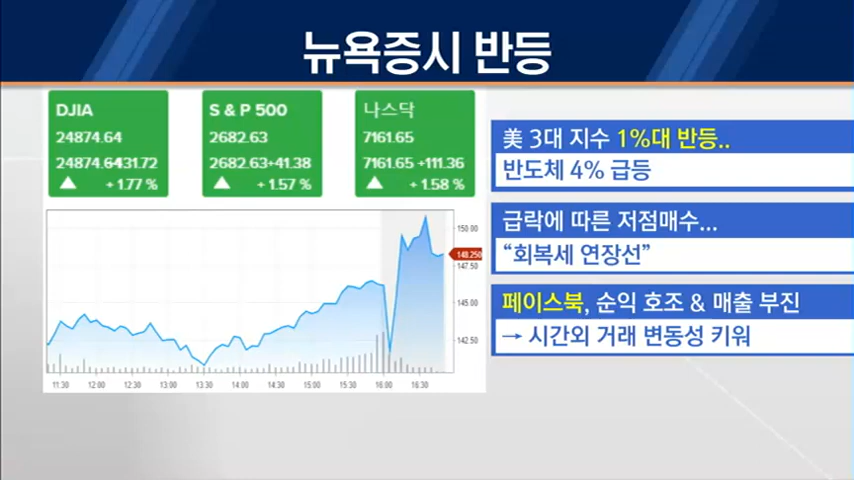 뉴욕증시 반등
DJIA
24874.64
24874.64431.72
+1.77 %
S & P 500
2682.63
2682.63+41.38
+1.57 %
나스닥
7161.65
7161.65 +111.36
+1.58 %
美 3대 지수 1%대 반등..
반도체 4% 급등
급락에 따른 저점매수...
“회복세 연장선”
페이스북, 순익 호조 & 매출 부진
→ 시간외 거래 변동성 키워
150.00
148.250
147.50
145.00
142.50
11:30 12:00 12:30 13:00 13:30 14:00 14:30 15:00 15:30 16:00 16:30